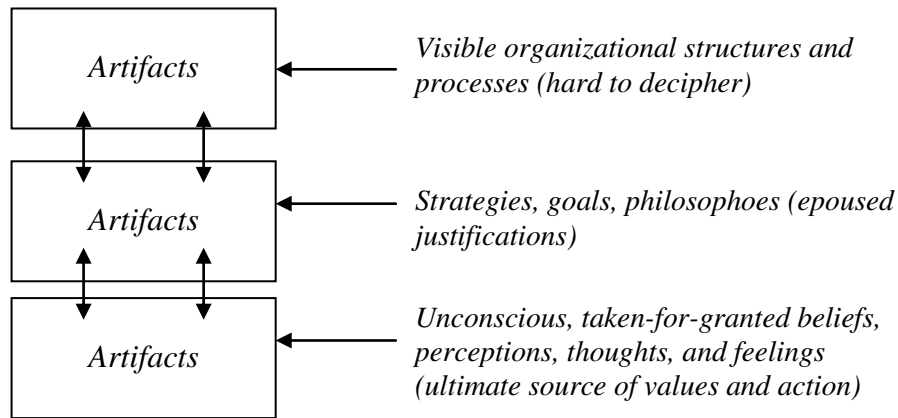 Artifacts
Visible organizational structures and
processes (hard to decipher)
Artifacts
Strategies, goals, philosophoes (epoused
justifications)
Artifacts
Unconscious, taken-for-granted beliefs,
perceptions, thoughts, and feelings
(ultimate source of values and action)